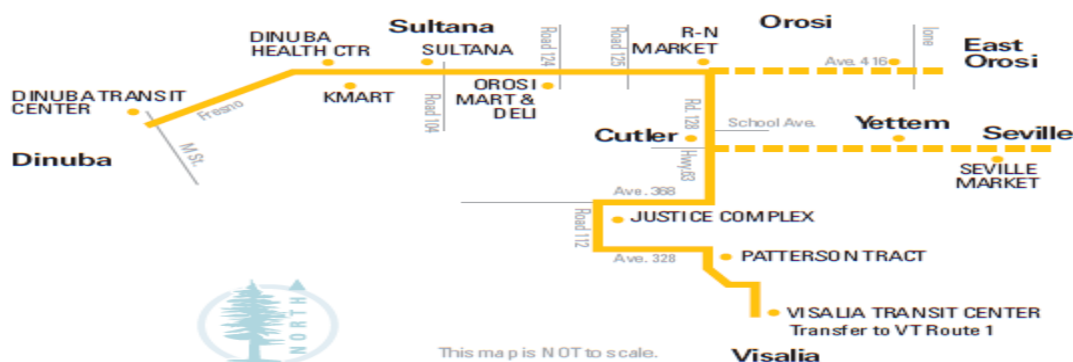 Sultana
Orosi
DINUBA
HEALTH CTR
SULTANA
Road 124
Road 125
R-N
MARKET
Ione
East
Orosi
Ave. 416
DINUBA TRANSIT
CENTER
Fresno
KMART
Road 104
OROSI
MART &
DELI
Rd. 128
School Ave.
Cutler
Yettem
Seville
Dinuba
M St.
Hwy.63
SEVILLE
MARKET
Ave. 368
Road 112
JUSTICE COMPLEX
Ave. 328
PATTERSON TRACT
NORTH
VISALIA TRANSIT CENTER
Transfer to VT Route 1
This map is NOT to scale.
Visalia